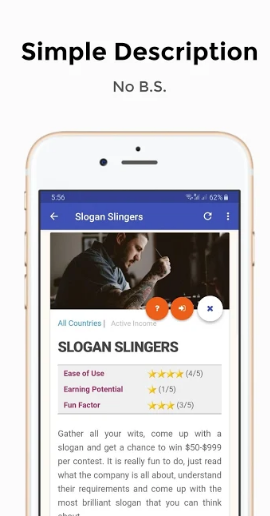 Simple Description
No B.S.
5:56
62%
Slogan Slingers
?
All Countries | Active Income
SLOGAN SLINGERS
Ease of Use (4/5)
Earning Potential (1/5)
Fun Factor (3/5)
Gather all your wits, come up with a
slogan and get a chance to win $50-$999
per contest. It is really fun to do, just read
what the company is all about, understand
their requirements and come up with the
most brilliant slogan that you can think
about